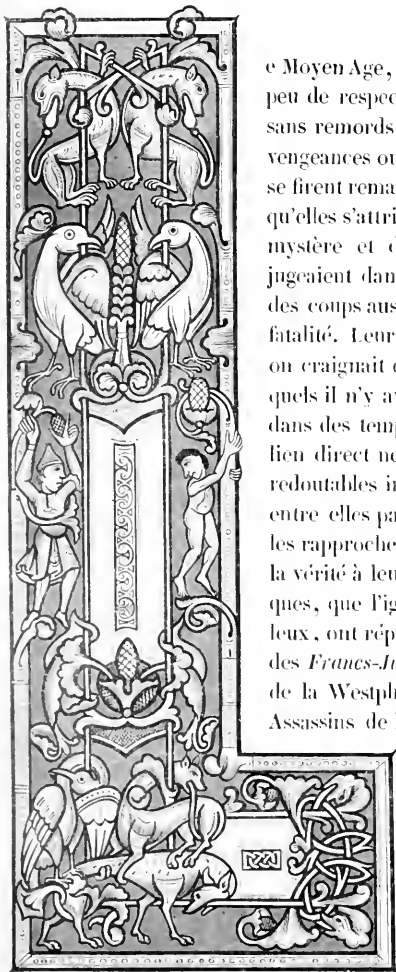 e Moyen Age,
peu de respec
sans remords
vengeances ou
se firent rema
qu'elles s'attri
mystère et d
jugeaient dan
des coups aus
fatalité. Leur
on craignait d
quels il n'y av
dans des temp
lien direct ne
redoutables in
entre elles pa
les rapproche
la vérité à leu
ques, que l'ig
leux, ont rép
des Francs-Ju
de la Westph
Assassins de l